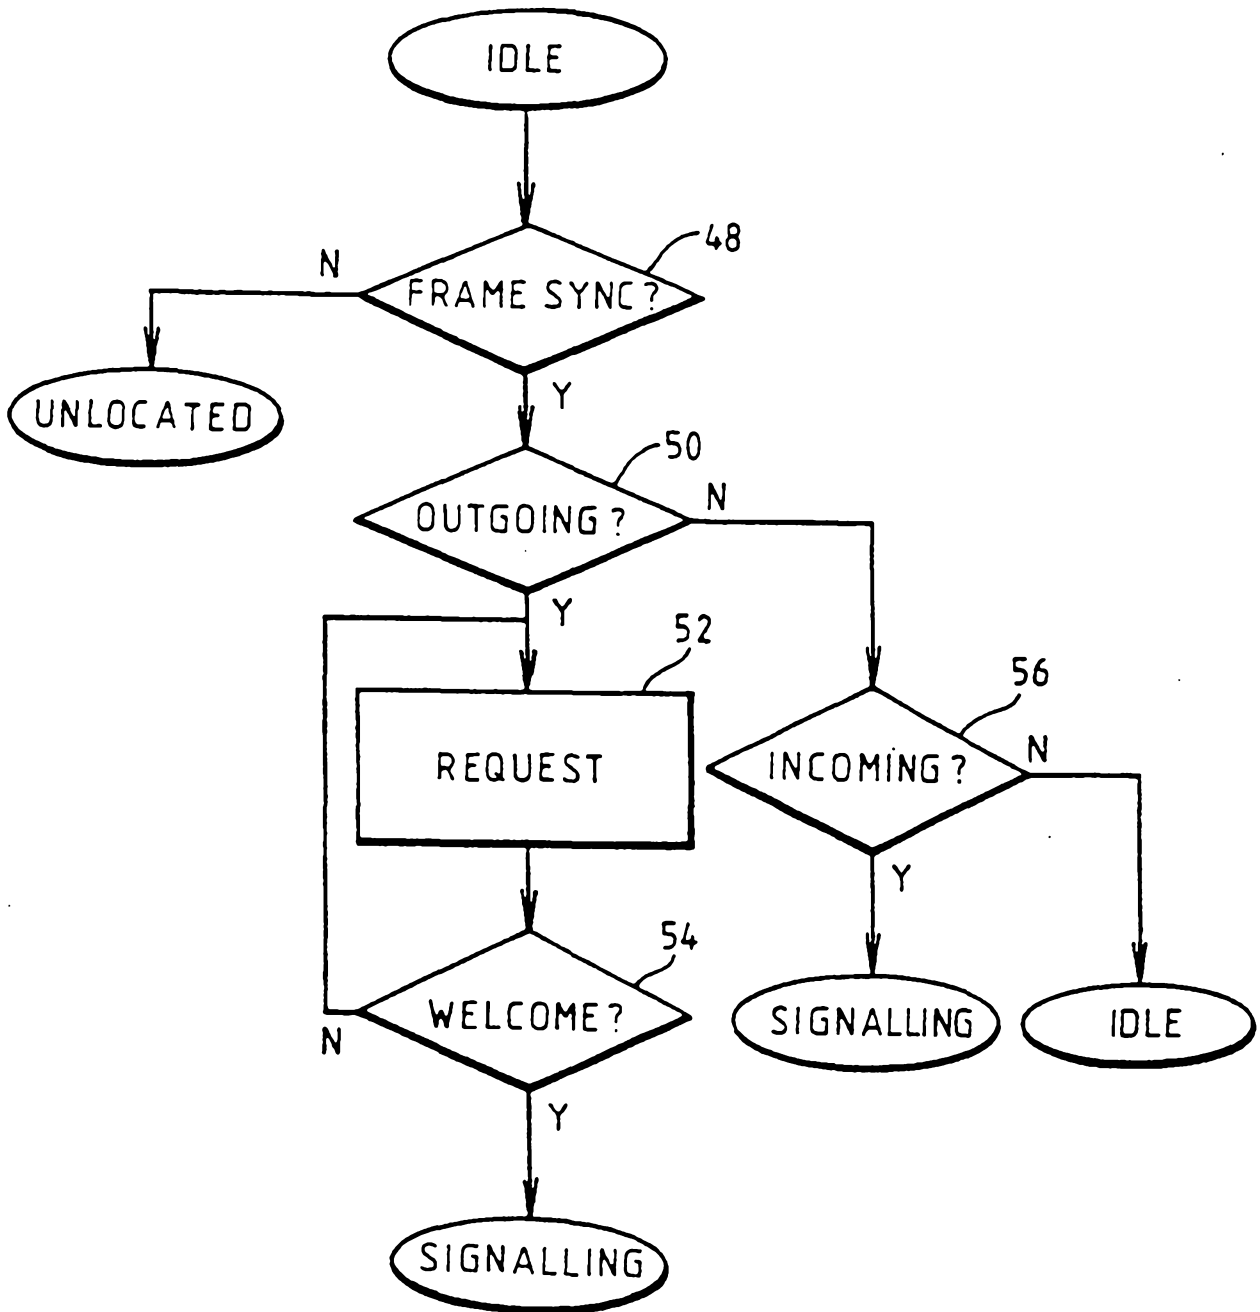 IDLE
48
N
FRAME SYNC?
Y
UNLOCATED
50
N
OUTGOING?
Y
52
56
REQUEST
INCOMING?
N
Y
54
WELCOME?
N
SIGNALLING
IDLE
Y
SIGNALLING